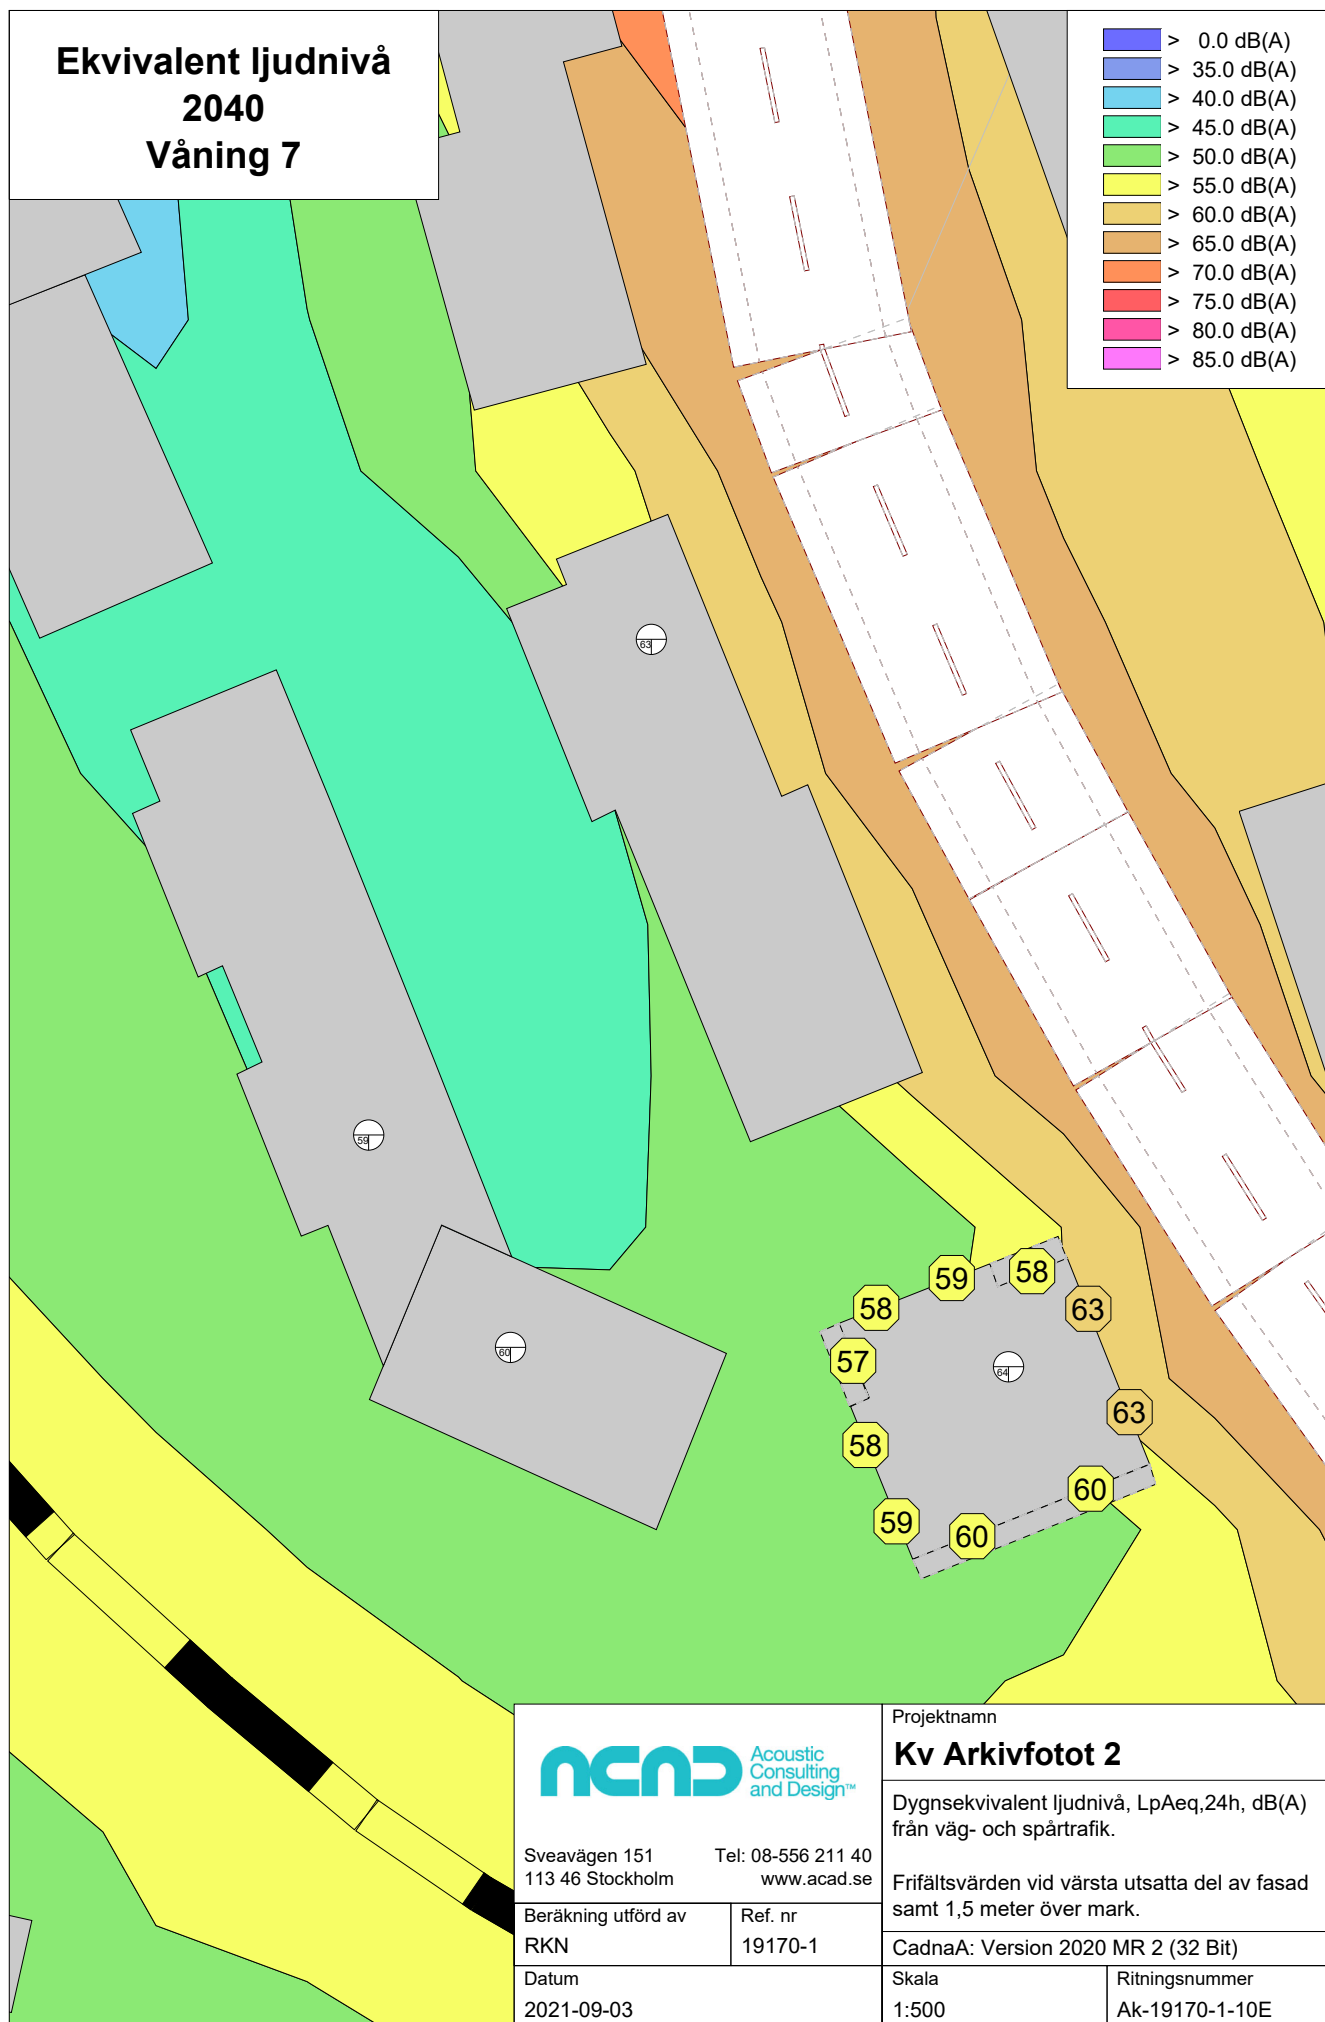 Ekvivalent ljudnivå
2040
Våning 7
> 0.0 dB(A)
> 35.0 dB(A)
> 40.0 dB(A)
> 45.0 dB(A)
> 50.0 dB(A)
> 55.0 dB(A)
> 60.0 dB(A)
> 65.0 dB(A)
> 70.0 dB(A)
> 75.0 dB(A)
> 80.0 dB(A)
> 85.0 dB(A)
63
59
60
64
58
59
58
63
57
63
58
60
59
60
acad
Acoustic
Consulting
and Design™
Sveavägen 151 Tel: 08-556 211 40
113 46 Stockholm www.acad.se
Beräkning utförd av
RKN
Ref. nr
19170-1
Datum
2021-09-03
Projektnamn
Kv Arkivfotot 2
Dygnsekvivalent ljudnivå, LpAeq,24h, dB(A)
från väg- och spårtrafik.
Frifältsvärden vid värsta utsatta del av fasad
samt 1,5 meter över mark.
CadnaA: Version 2020 MR 2 (32 Bit)
Skala
1:500
Ritningsnummer
Ak-19170-1-10E